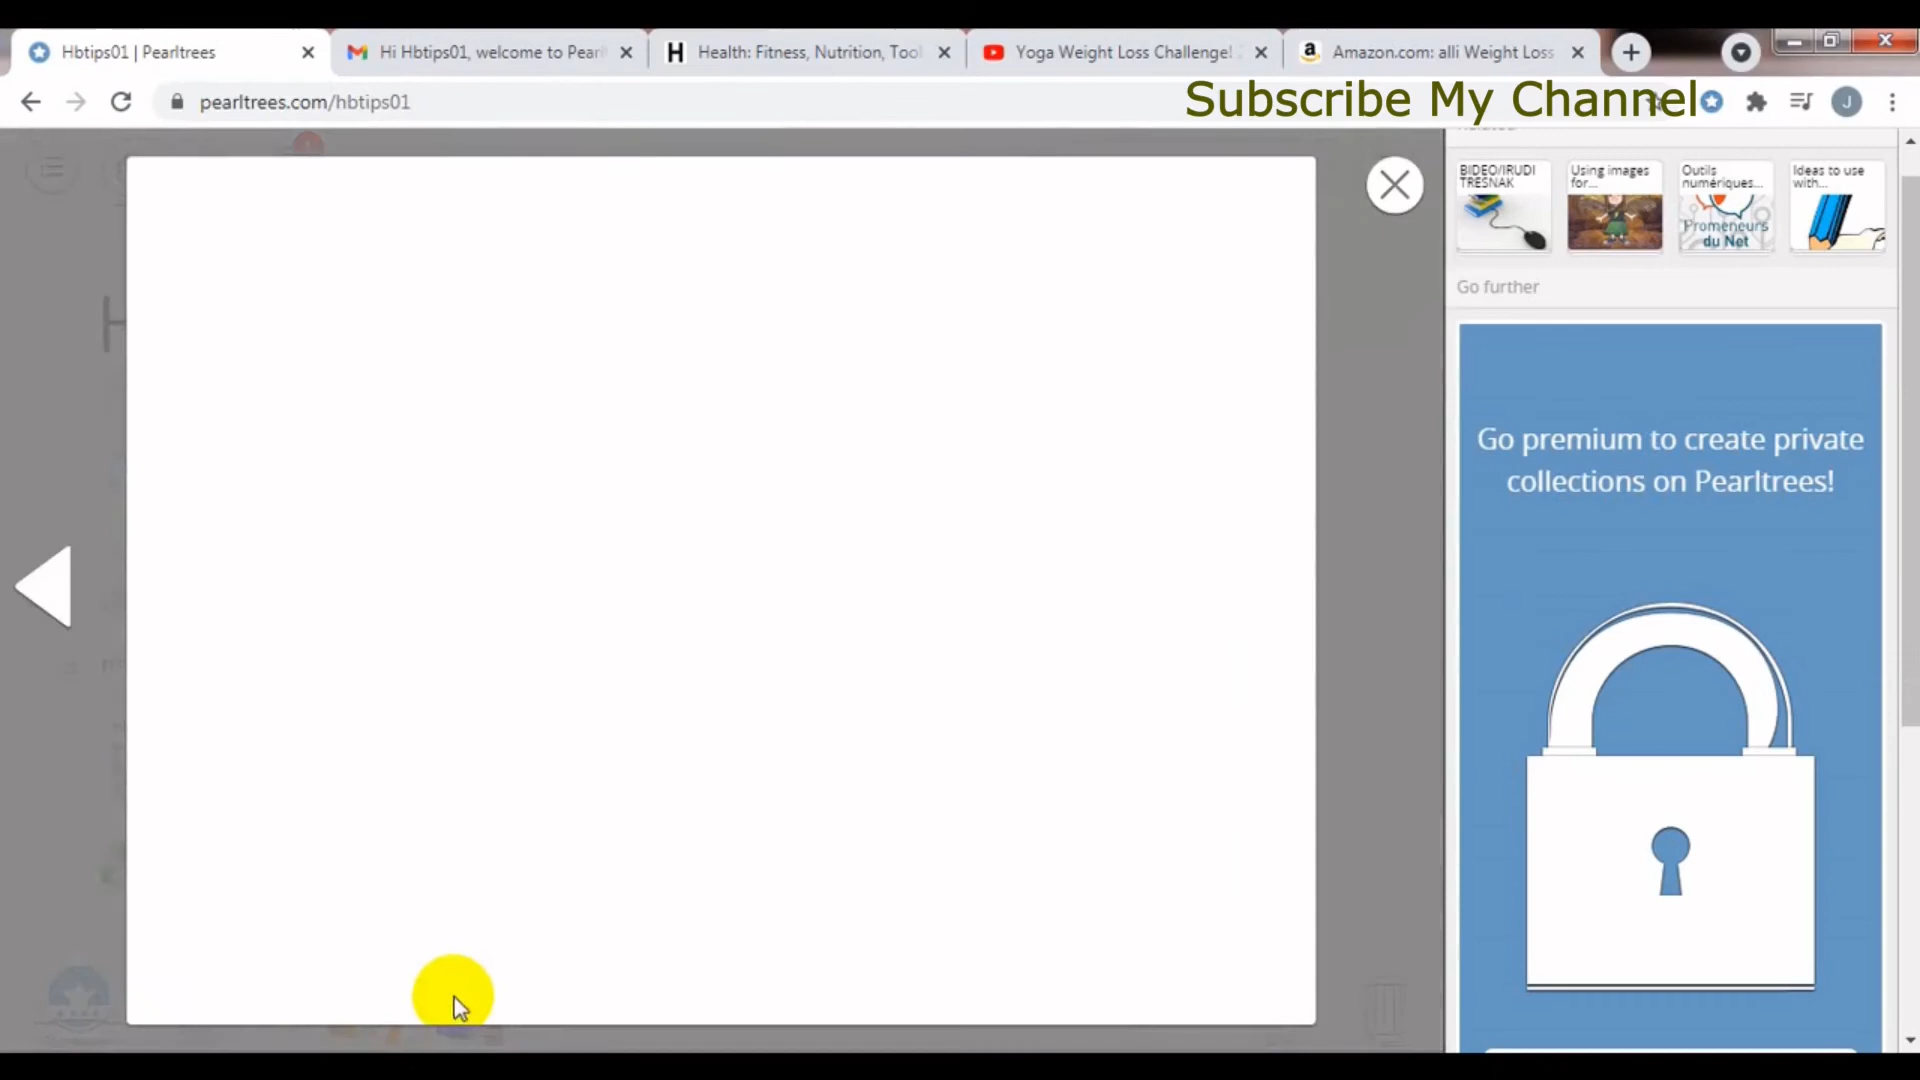 Hbtips01 | Pearltrees
Hi Hbtips01, welcome to Pearl
Health: Fitness, Nutrition, Tool
Yoga Weight Loss Challenge!
Amazon.com: alli Weight Loss
pearltrees.com/hbtips01
Subscribe My Channel
J
BIDEO/IRUDI
TRESNAK
Using images
for...
Outils
numériques...
Promeneurs
du Net
Ideas to use
with...
Go further
Go premium to create private
collections on Pearltrees!